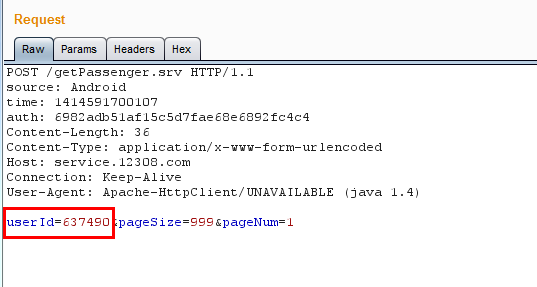 Request
Raw Params Headers Hex
POST /getPassenger.srv HTTP/1.1
source: Android
time: 1414591700107
auth: 6982adb51af15c5d7fae68e6892fc4c4
Content-Length: 36
Content-Type: application/x-www-form-urlencoded
Host: service.12308.com
Connection: Keep-Alive
User-Agent: Apache-HttpClient/UNAVAILABLE (java 1.4)
userId=637490&pageSize=999&pageNum=1